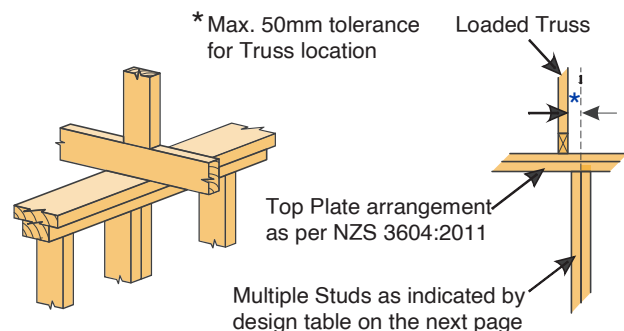 * Max. 50mm tolerance
for Truss location
Loaded Truss
*
Top Plate arrangement
as per NZS 3604:2011
Multiple Studs as indicated by
design table on the next page